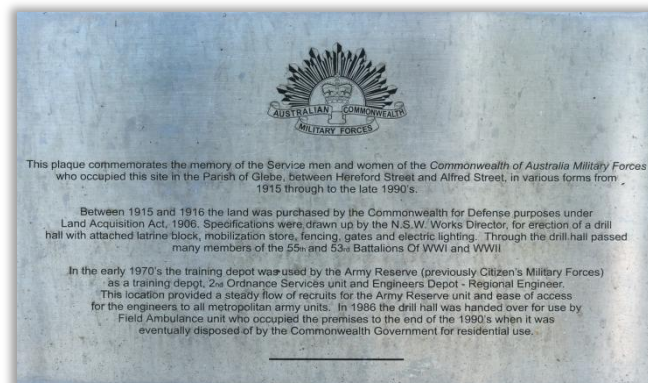 AUSTRALIAN COMMONWEALTH
MILITARY FORCES
This plaque commemorates the memory of the Service men and women of the Commonwealth of Australia Military Forces
who occupied this site in the Parish of Glebe, between Hereford Street and Alfred Street, in various forms from
1915 through to the late 1990's.
Between 1915 and 1916 the land was purchased by the Commonwealth for Defense purposes under
Land Acquisition Act, 1906. Specifications were drawn up by the N.S.W. Works Director, for erection of a drill
hall with attached latrine block, mobilization store, fencing, gates and electric lighting. Through the drill hall passed
many members of the 55th and 53rd Battalions Of WWI and WWII
In the early 1970's the training depot was used by the Army Reserve (previously Citizen's Military Forces)
as a training depot, 2nd Ordnance Services unit and Engineers Depot - Regional Engineer.
This location provided a steady flow of recruits for the Army Reserve unit and ease of access
for the engineers to all metropolitan army units. In 1986 the drill hall was handed over for use by
Field Ambulance unit who occupied the premises to the end of the 1990's when it was
eventually disposed of by the Commonwealth Government for residential use.